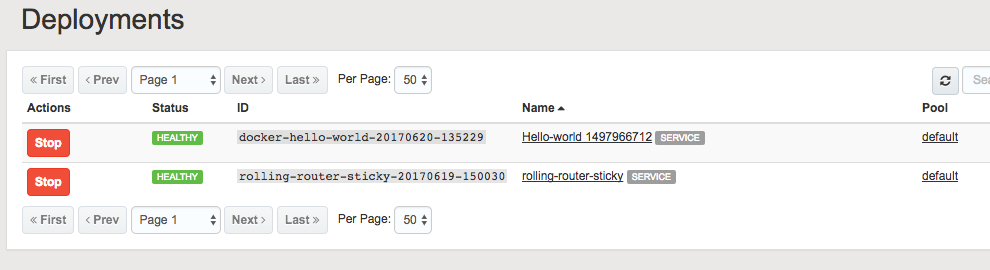 Deployments
« First ‹ Prev Page 1 Next › Last » Per Page: 50 Sea
Actions Status ID Name Pool
Stop HEALTHY docker-hello-world-20170620-135229 Hello-world 1497966712 SERVICE default
Stop HEALTHY rolling-router-sticky-20170619-150030 rolling-router-sticky SERVICE default
« First ‹ Prev Page 1 Next › Last » Per Page: 50